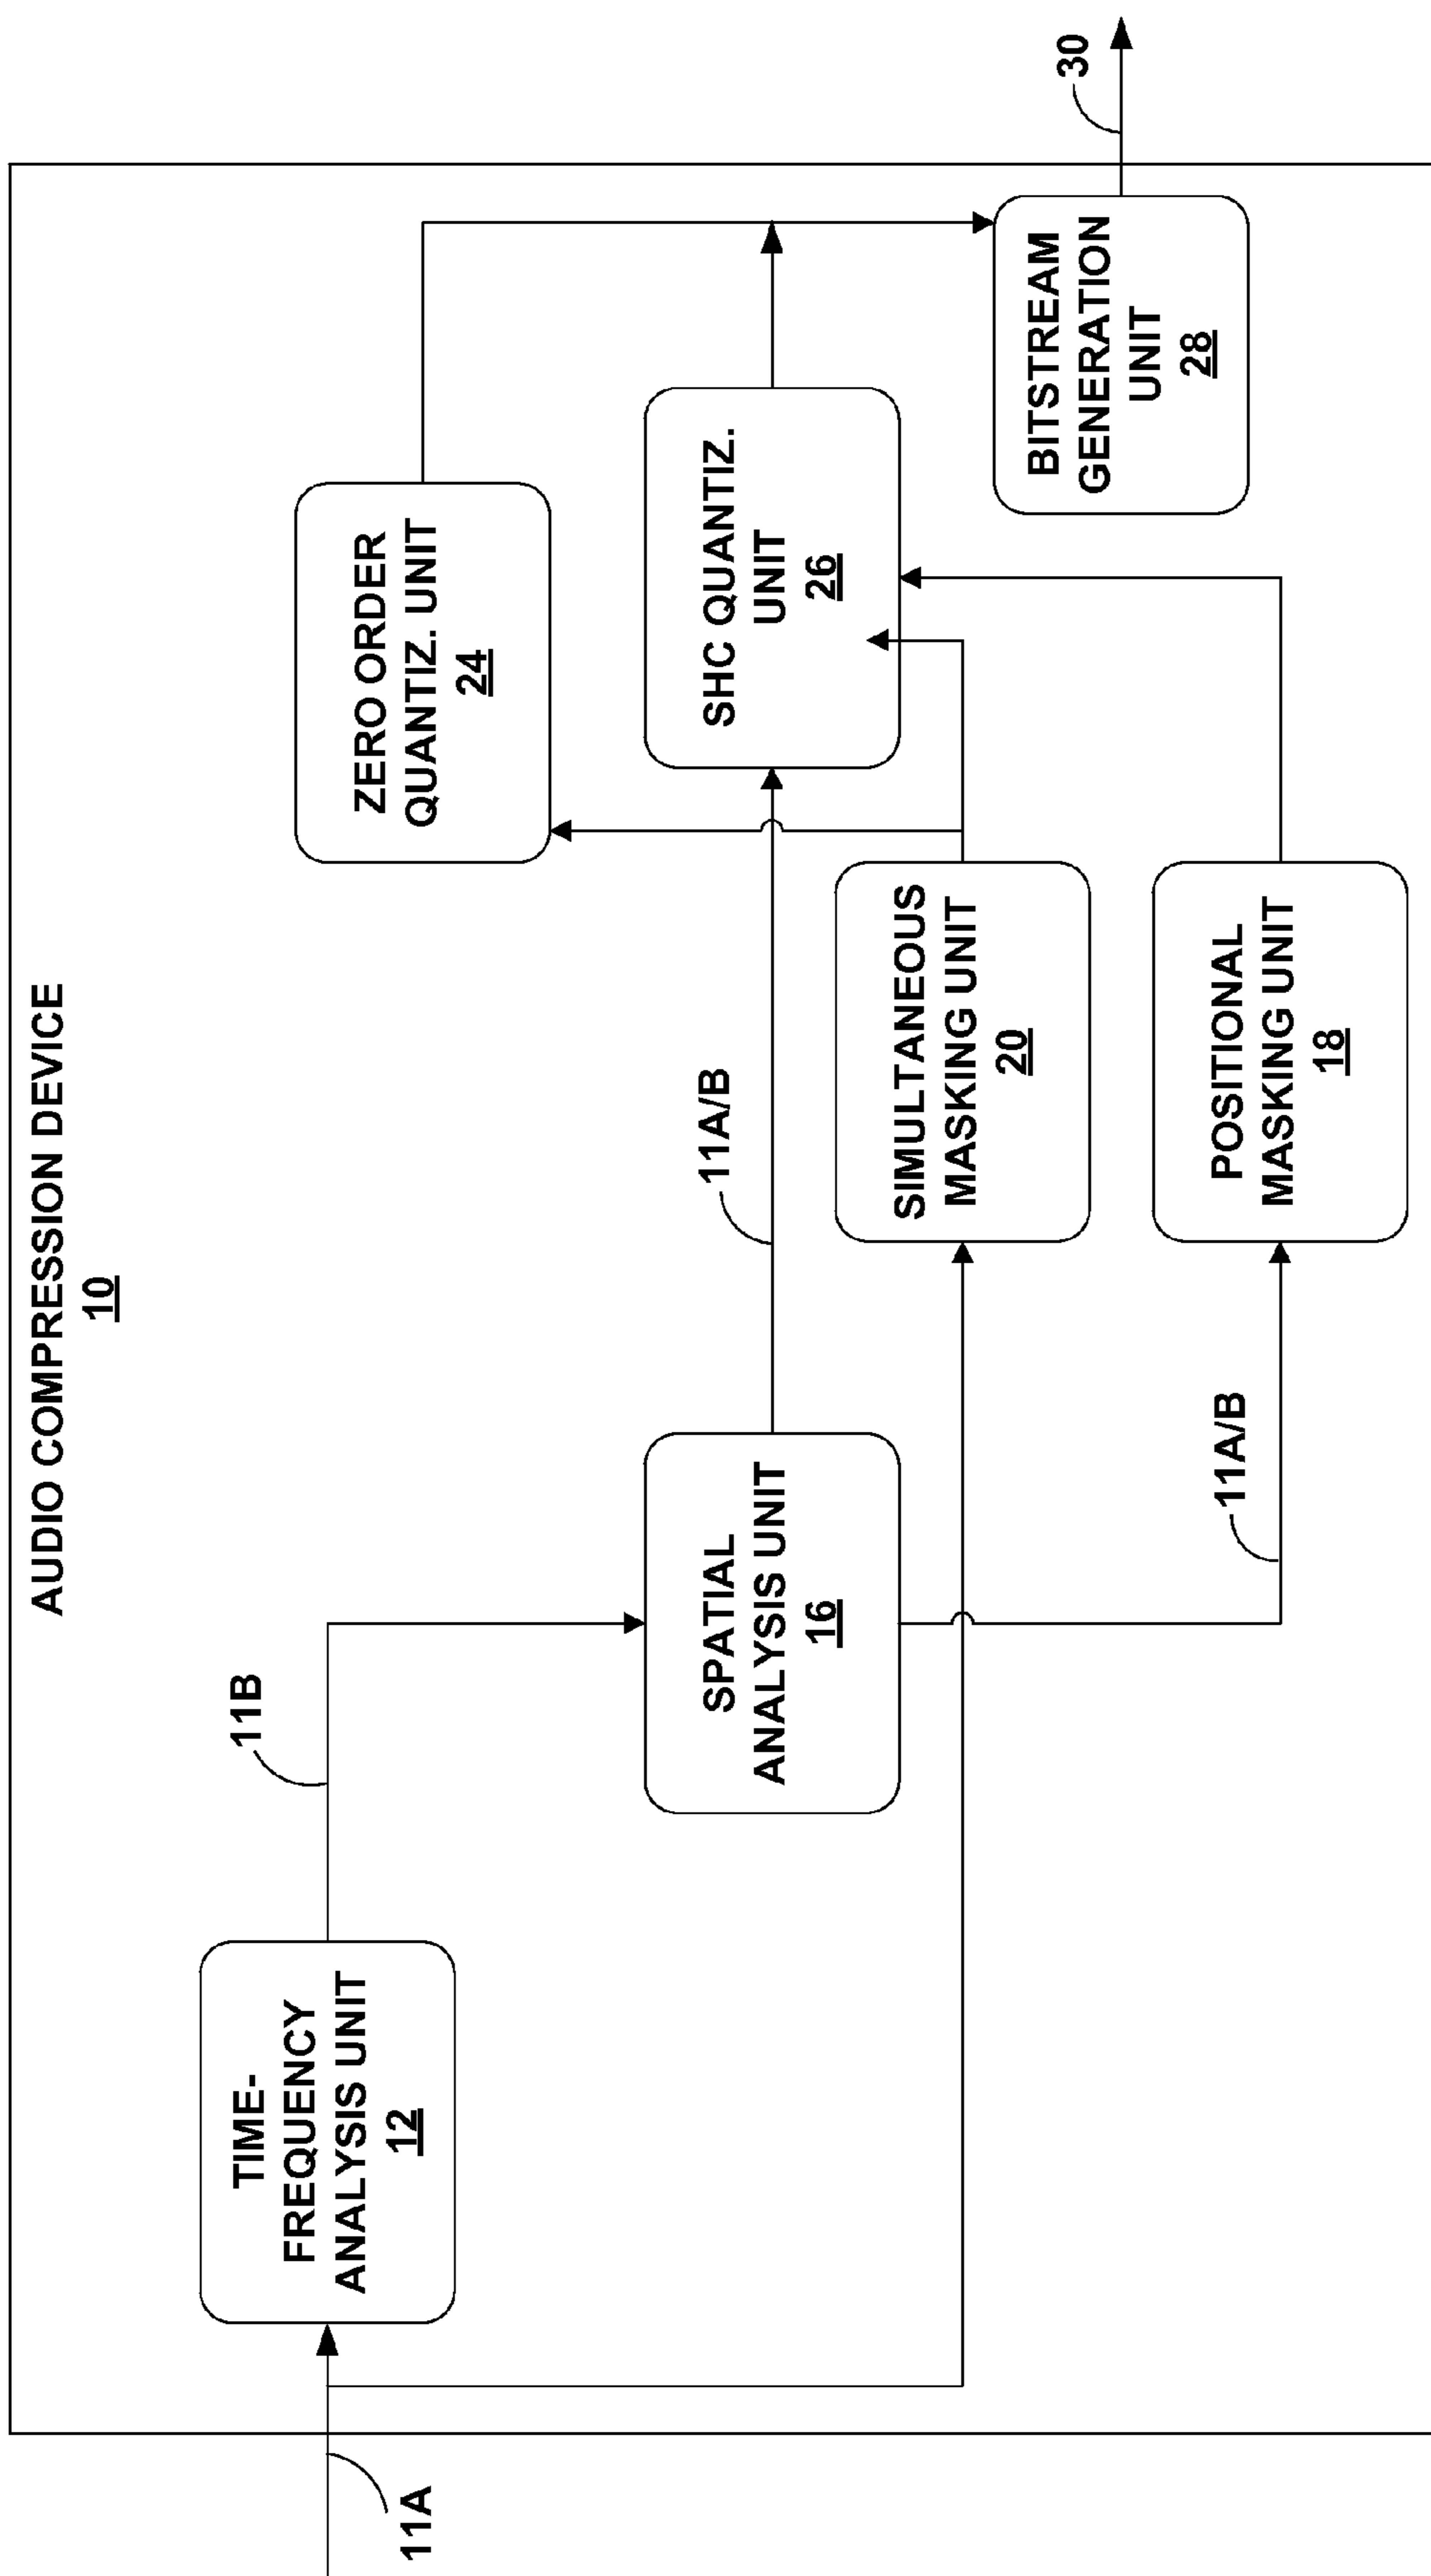 AUDIO COMPRESSION DEVICE
10
11A
TIME-
FREQUENCY
ANALYSIS UNIT
12
11B
SPATIAL
ANALYSIS UNIT
16
11A/B
11A/B
ZERO ORDER
QUANTIZ. UNIT
24
SHC QUANTIZ.
UNIT
26
SIMULTANEOUS
MASKING UNIT
20
POSITIONAL
MASKING UNIT
18
BITSTREAM
GENERATION
UNIT
28
30